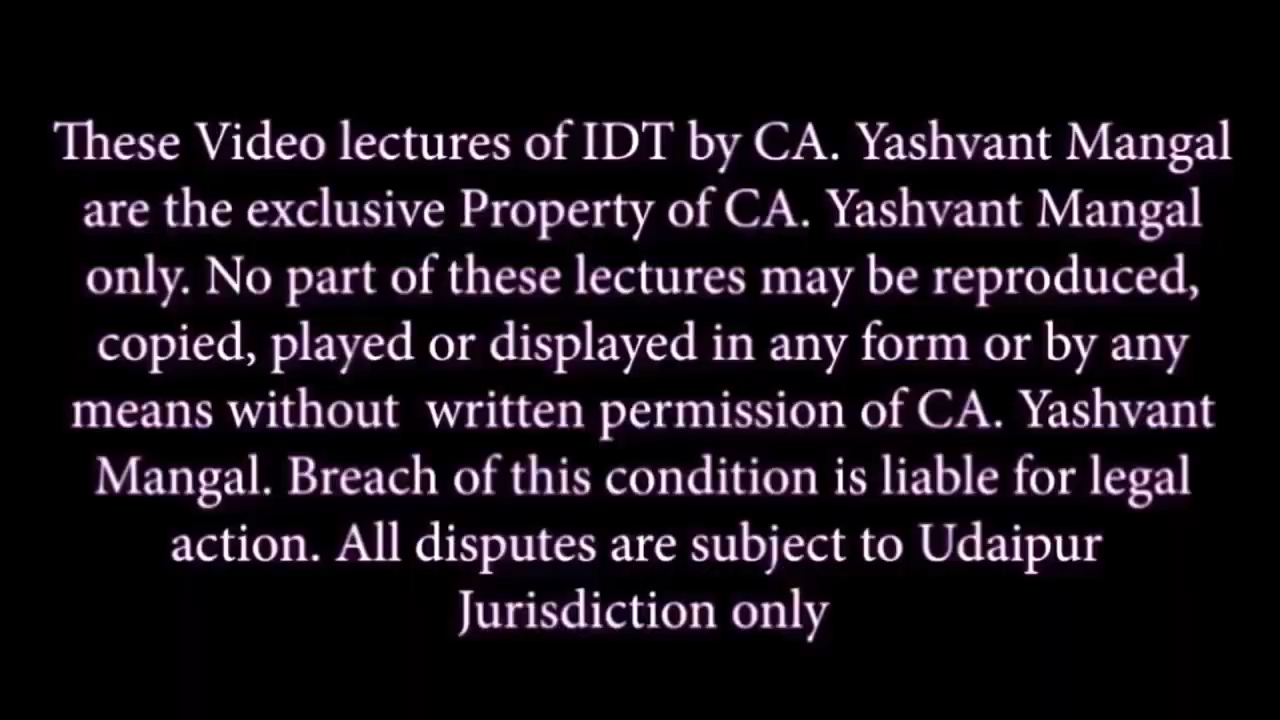 These Video lectures of IDT by CA. Yashvant Mangal
are the exclusive Property of CA. Yashvant Mangal
only. No part of these lectures may be reproduced,
copied, played or displayed in any form or by any
means without  written permission of CA. Yashvant
Mangal. Breach of this condition is liable for legal
action. All disputes are subject to Udaipur
Jurisdiction only